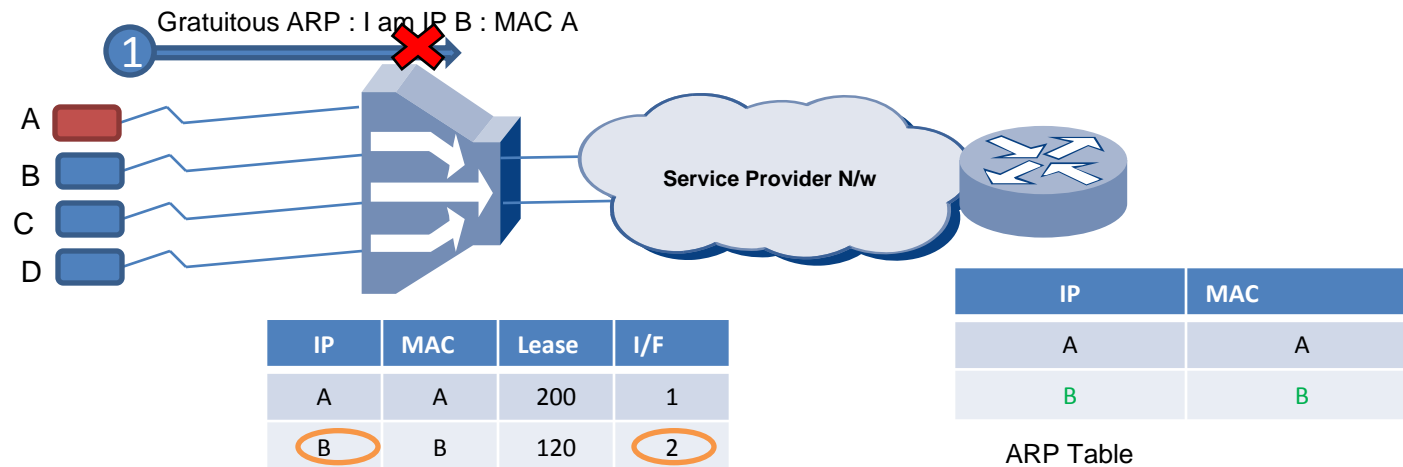 Gratuitous ARP : I am IP B : MAC A
1
A
B
C
D
Service Provider N/w
IP MAC
A A
B B
ARP Table
IP MAC Lease I/F
A A 200 1
B B 120 2